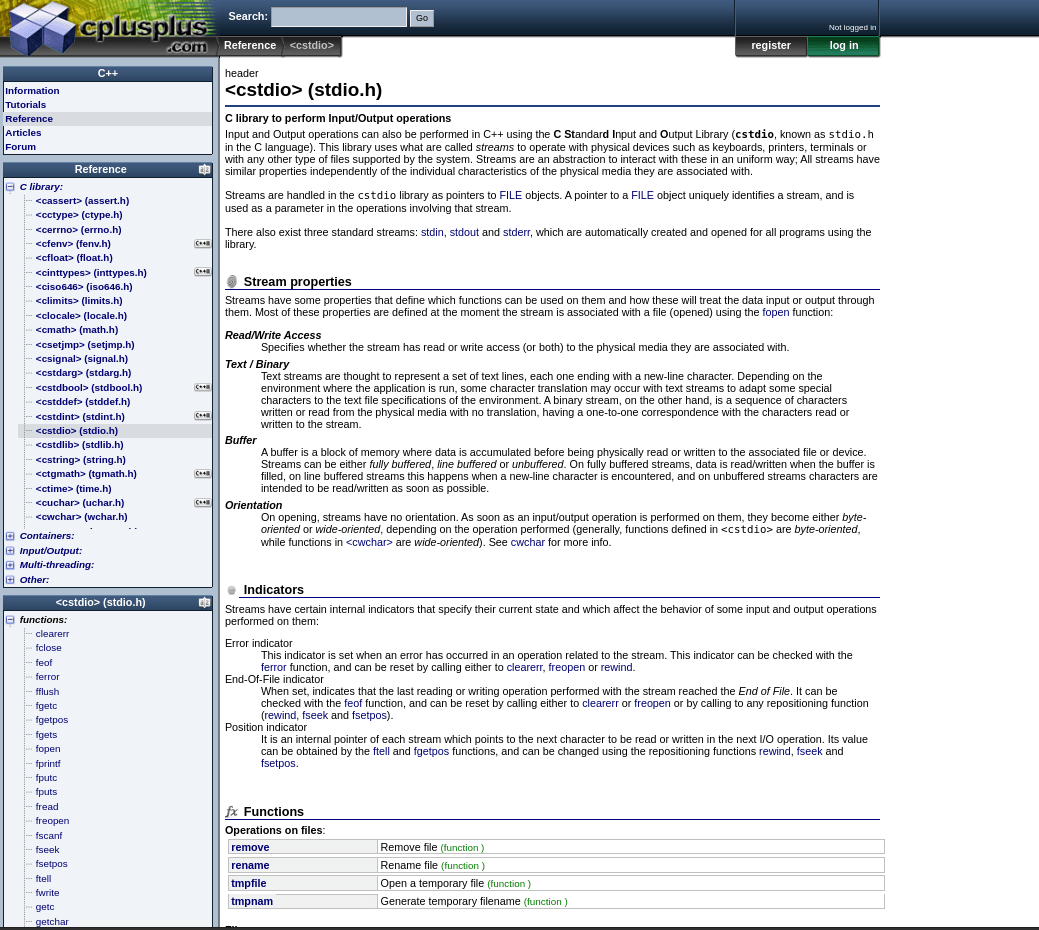 cplusplus
.com
Search:
Go
Not logged in
Reference
<cstdio>
register
log in
C++
Information
Tutorials
Reference
Articles
Forum
Reference
C library:
<cassert> (assert.h)
<cctype> (ctype.h)
<cerrno> (errno.h)
<cfenv> (fenv.h)
<cfloat> (float.h)
<cinttypes> (inttypes.h)
<ciso646> (iso646.h)
<climits> (limits.h)
<clocale> (locale.h)
<cmath> (math.h)
<csetjmp> (setjmp.h)
<csignal> (signal.h)
<cstdarg> (stdarg.h)
<cstdbool> (stdbool.h)
<cstddef> (stddef.h)
<cstdint> (stdint.h)
<cstdio> (stdio.h)
<cstdlib> (stdlib.h)
<cstring> (string.h)
<ctgmath> (tgmath.h)
<ctime> (time.h)
<cuchar> (uchar.h)
<cwchar> (wchar.h)
Containers:
Input/Output:
Multi-threading:
Other:
<cstdio> (stdio.h)
functions:
clearerr
fclose
feof
ferror
fflush
fgetc
fgetpos
fgets
fopen
fprintf
fputc
fputs
fread
freopen
fscanf
fseek
fsetpos
ftell
fwrite
getc
getchar
header
<cstdio> (stdio.h)
C library to perform Input/Output operations
Input and Output operations can also be performed in C++ using the C Standard Input and Output Library (cstdio, known as stdio.h
in the C language). This library uses what are called streams to operate with physical devices such as keyboards, printers, terminals or
with any other type of files supported by the system. Streams are an abstraction to interact with these in an uniform way; All streams have
similar properties independently of the individual characteristics of the physical media they are associated with.
Streams are handled in the cstdio library as pointers to FILE objects. A pointer to a FILE object uniquely identifies a stream, and is
used as a parameter in the operations involving that stream.
There also exist three standard streams: stdin, stdout and stderr, which are automatically created and opened for all programs using the
library.
Stream properties
Streams have some properties that define which functions can be used on them and how these will treat the data input or output through
them. Most of these properties are defined at the moment the stream is associated with a file (opened) using the fopen function:
Read/Write Access
Specifies whether the stream has read or write access (or both) to the physical media they are associated with.
Text / Binary
Text streams are thought to represent a set of text lines, each one ending with a new-line character. Depending on the
environment where the application is run, some character translation may occur with text streams to adapt some special
characters to the text file specifications of the environment. A binary stream, on the other hand, is a sequence of characters
written or read from the physical media with no translation, having a one-to-one correspondence with the characters read or
written to the stream.
Buffer
A buffer is a block of memory where data is accumulated before being physically read or written to the associated file or device.
Streams can be either fully buffered, line buffered or unbuffered. On fully buffered streams, data is read/written when the buffer is
filled, on line buffered streams this happens when a new-line character is encountered, and on unbuffered streams characters are
intended to be read/written as soon as possible.
Orientation
On opening, streams have no orientation. As soon as an input/output operation is performed on them, they become either byte-
oriented or wide-oriented, depending on the operation performed (generally, functions defined in <cstdio> are byte-oriented,
while functions in <cwchar> are wide-oriented). See cwchar for more info.
Indicators
Streams have certain internal indicators that specify their current state and which affect the behavior of some input and output operations
performed on them:
Error indicator
This indicator is set when an error has occurred in an operation related to the stream. This indicator can be checked with the
ferror function, and can be reset by calling either to clearerr, freopen or rewind.
End-Of-File indicator
When set, indicates that the last reading or writing operation performed with the stream reached the End of File. It can be
checked with the feof function, and can be reset by calling either to clearerr or freopen or by calling to any repositioning function
(rewind, fseek and fsetpos).
Position indicator
It is an internal pointer of each stream which points to the next character to be read or written in the next I/O operation. Its value
can be obtained by the ftell and fgetpos functions, and can be changed using the repositioning functions rewind, fseek and
fsetpos.
fx Functions
Operations on files:
remove Remove file (function )
rename Rename file (function )
tmpfile Open a temporary file (function )
tmpnam Generate temporary filename (function )